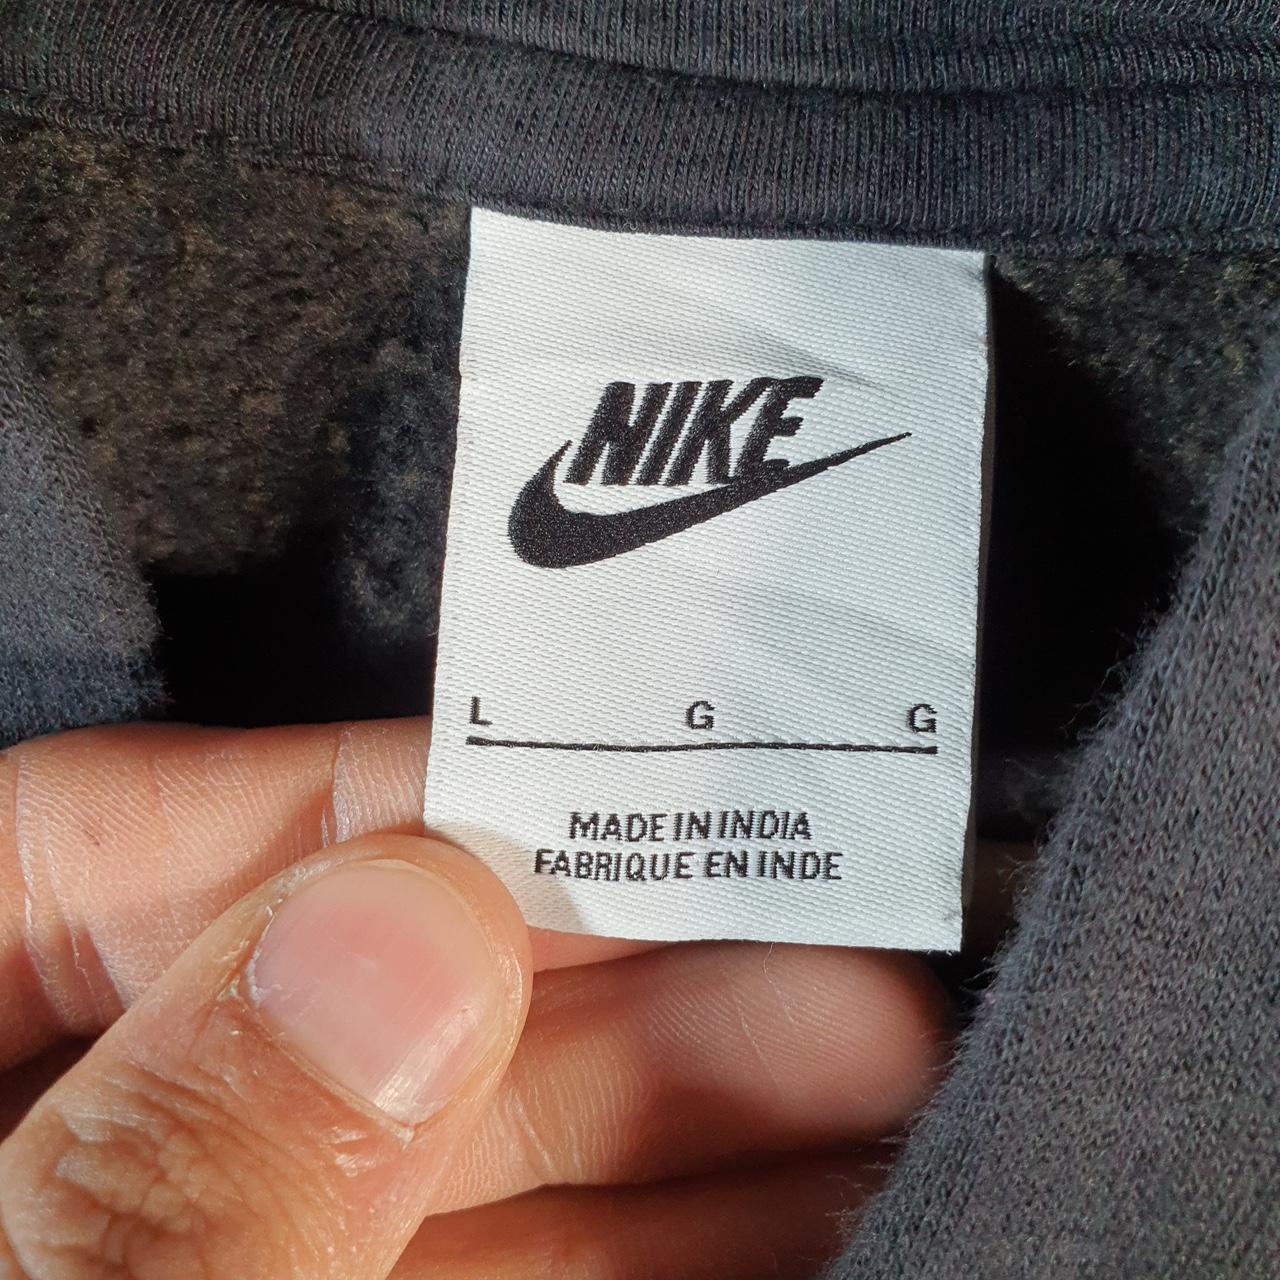 NIKE
L G G
MADE IN INDIA
FABRIQUE EN INDE